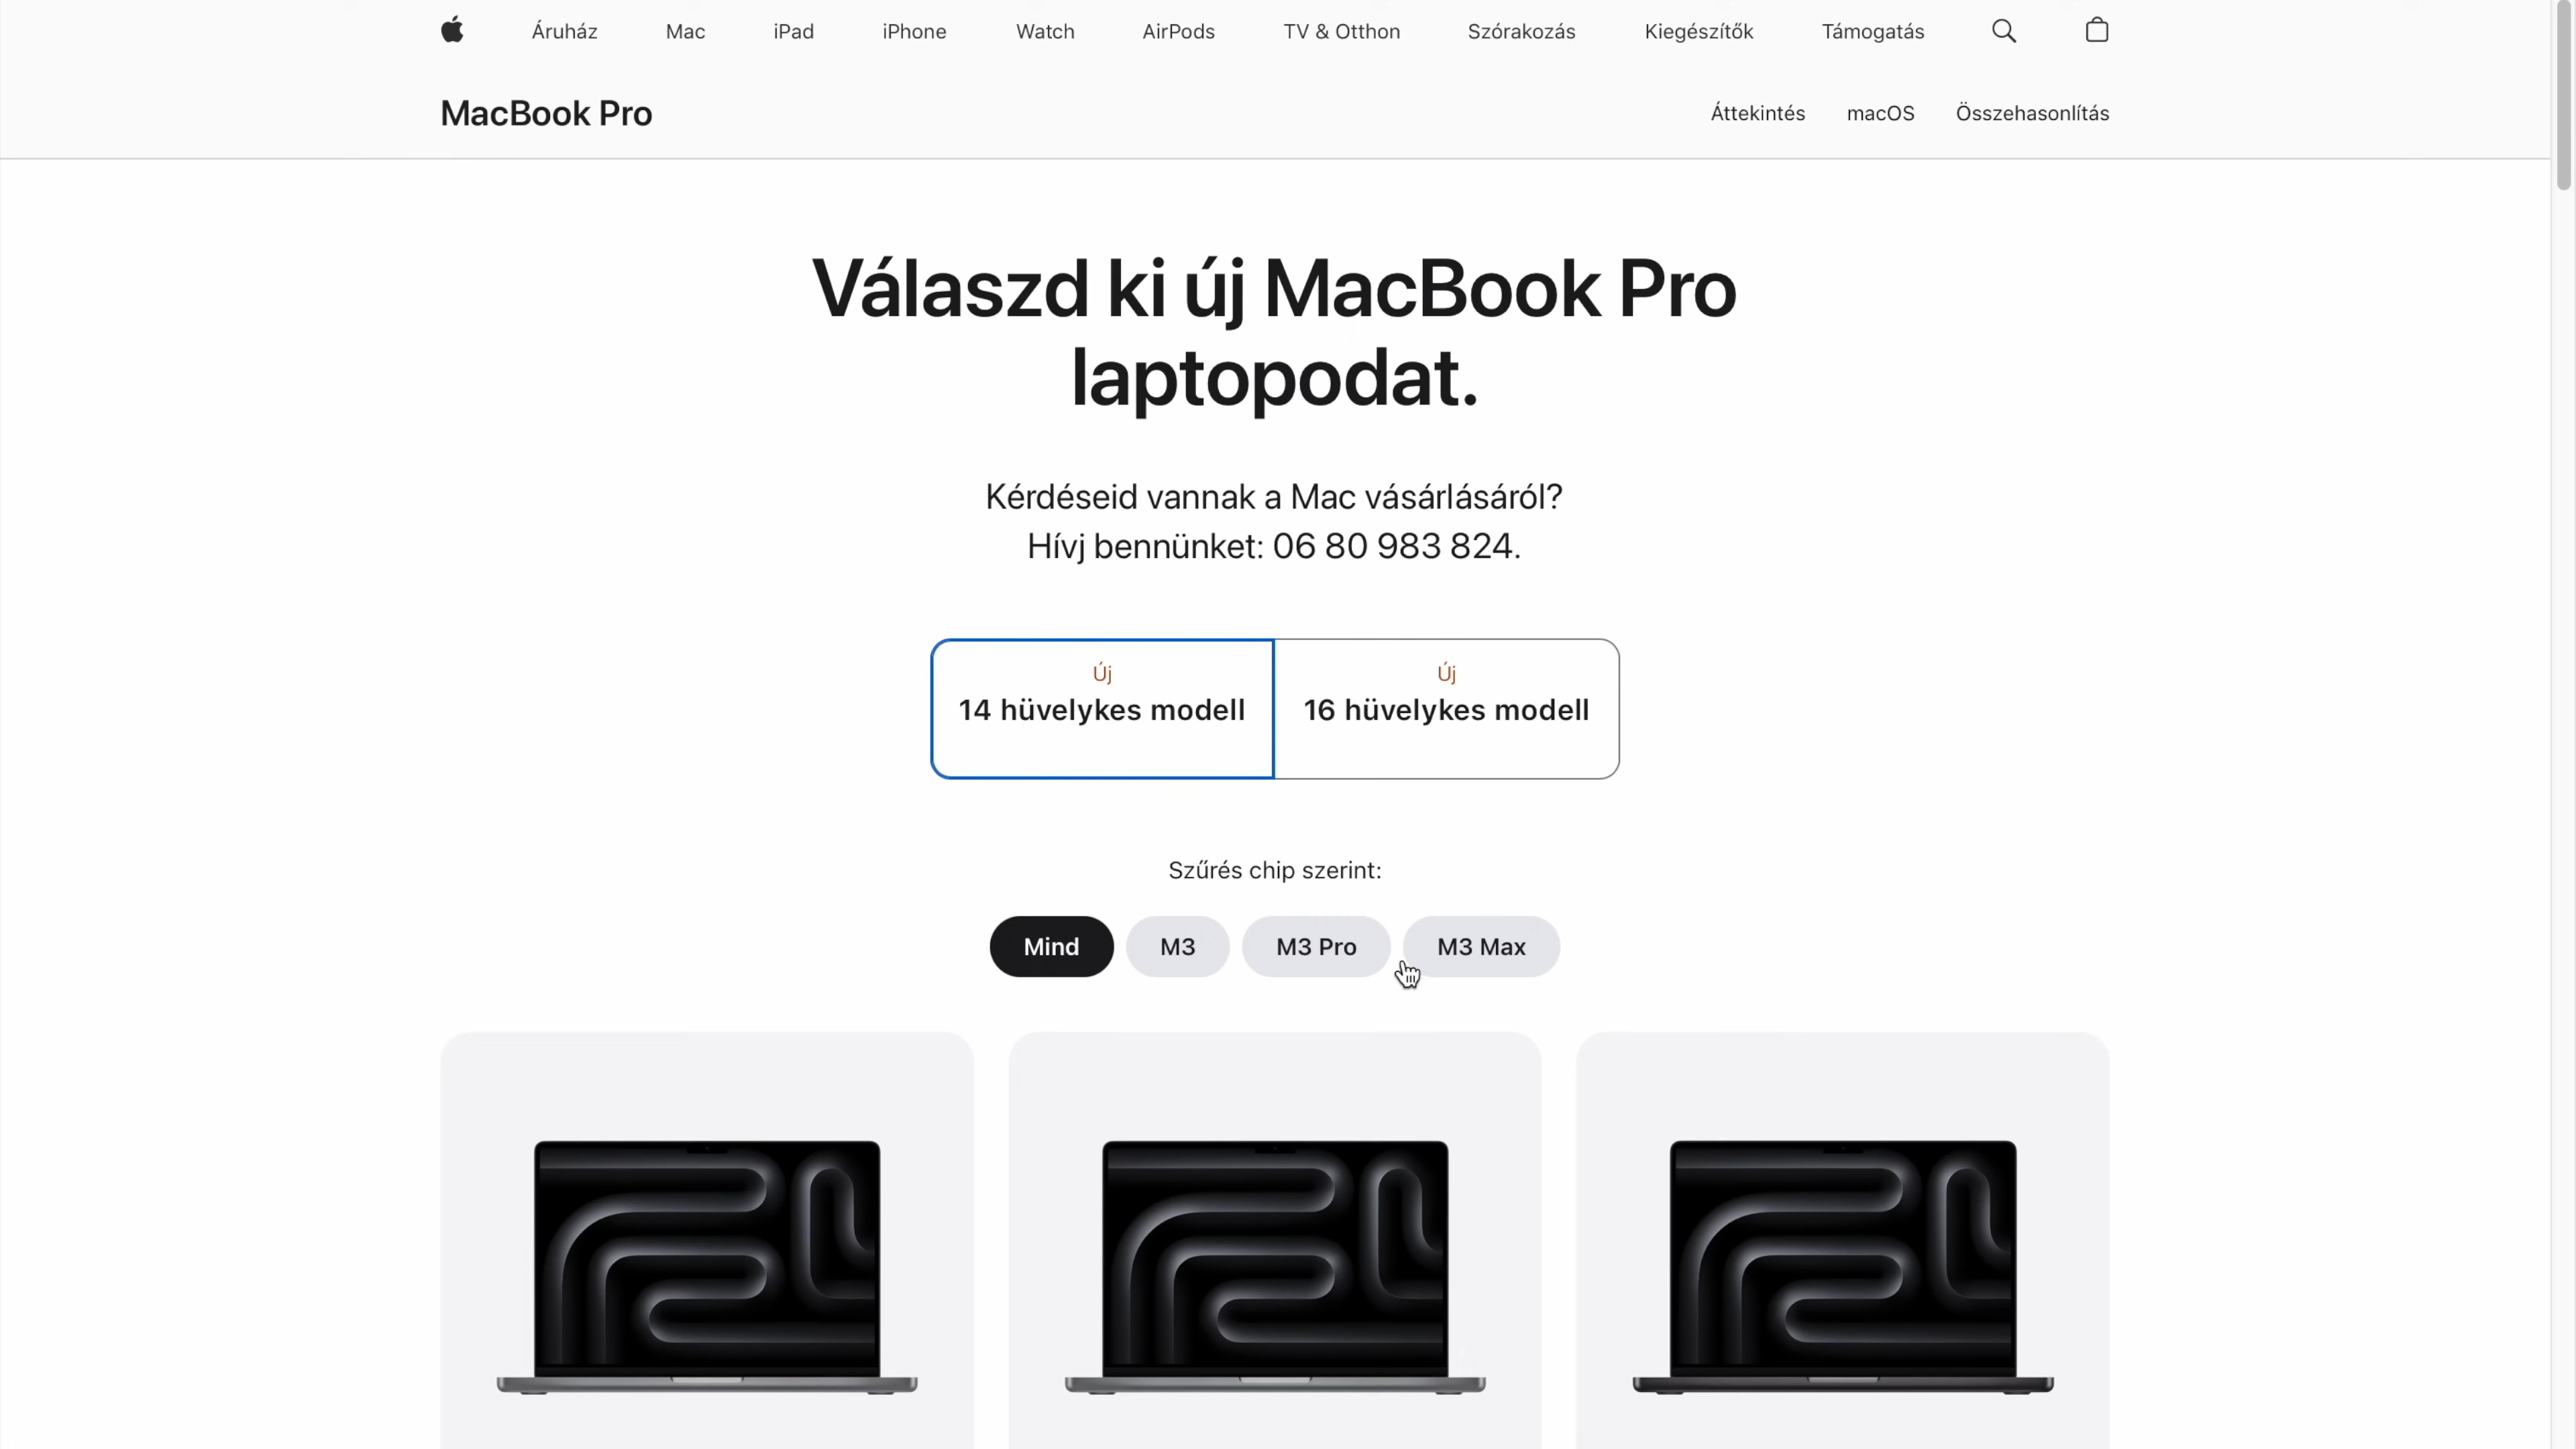 Áruház
Mac
iPad
iPhone
Watch
AirPods
TV & Otthon
Szórakozás
Kiegészítők
Támogatás
MacBook Pro
Áttekintés
macOS
Összehasonlítás
Válaszd ki új MacBook Pro
laptopodat.
Kérdéseid vannak a Mac vásárlásáról?
Hívj bennünket: 06 80 983 824.
Új
14 hüvelykes modell
Új
16 hüvelykes modell
Szűrés chip szerint:
Mind
M3
M3 Pro
M3 Max